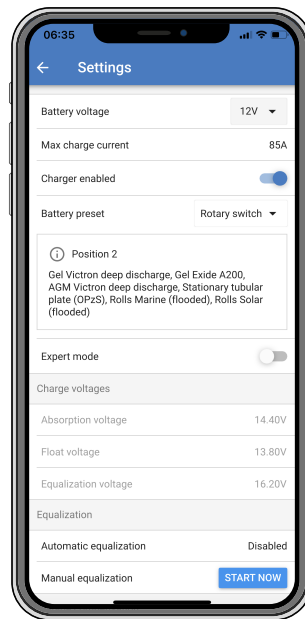 06:35
← Settings
Battery voltage 12V
Max charge current 85A
Charger enabled
Battery preset Rotary switch
Position 2
Gel Victron deep discharge, Gel Exide A200,
AGM Victron deep discharge, Stationary tubular
plate (OPzS), Rolls Marine (flooded), Rolls Solar
(flooded)
Expert mode
Charge voltages
Absorption voltage 14.40V
Float voltage 13.80V
Equalization voltage 16.20V
Equalization
Automatic equalization Disabled
Manual equalization START NOW